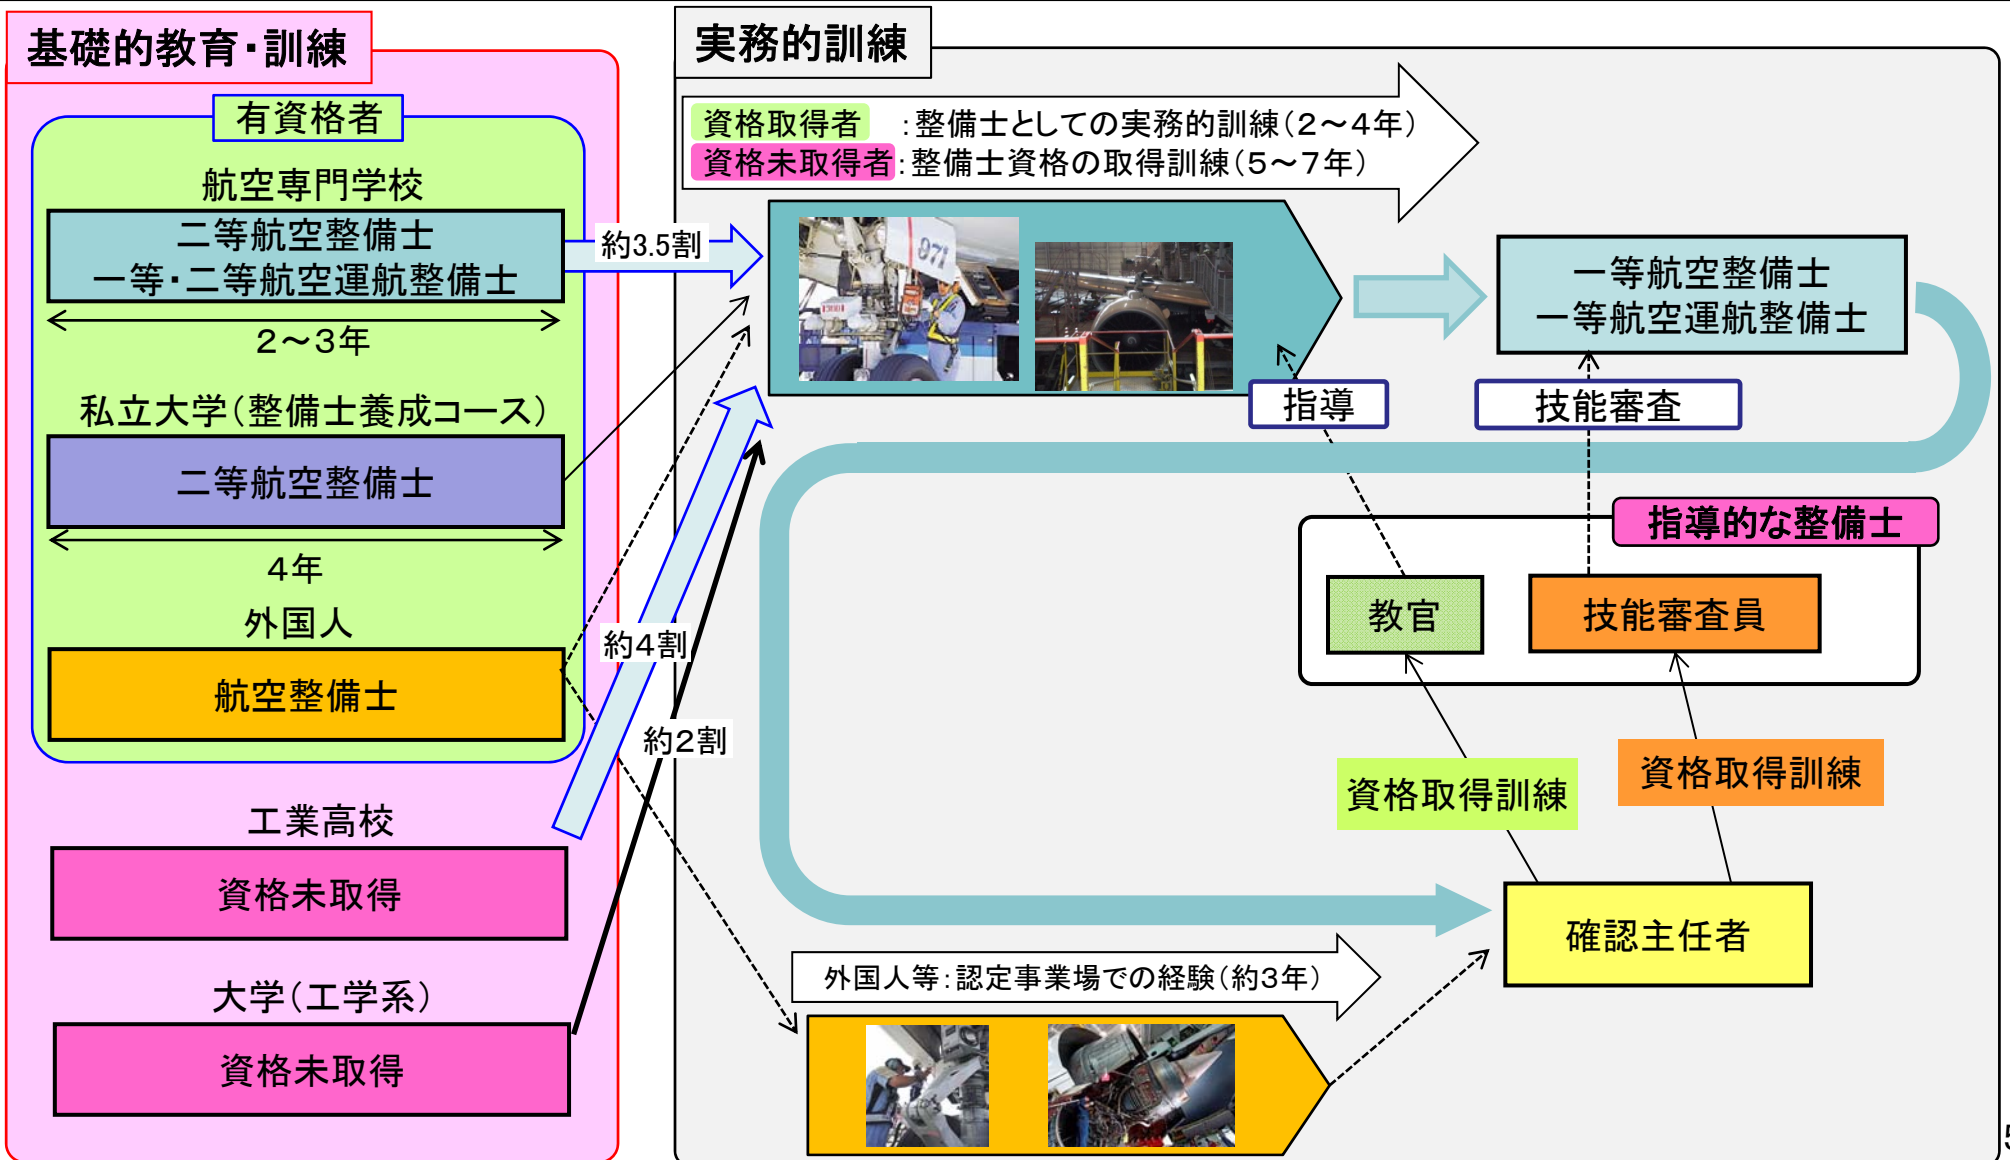 基礎的教育・訓練
有資格者
航空専門学校
二等航空整備士
一等・二等航空運航整備士
2～3年
私立大学(整備士養成コース)
二等航空整備士
4年
外国人
航空整備士
工業高校
資格未取得
大学(工学系)
資格未取得
約3.5割
約4割
約2割
実務的訓練
資格取得者 :整備士としての実務的訓練(2～4年)
資格未取得者:整備士資格の取得訓練(5～7年)
971
一等航空整備士
一等航空運航整備士
指導
技能審査
指導的な整備士
教官
技能審査員
資格取得訓練
資格取得訓練
確認主任者
外国人等:認定事業場での経験(約3年)
5